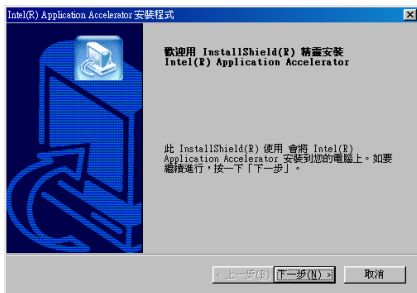 Intel(R) Application Accelerator 安裝程式
歡迎用 InstallShield(R) 精靈安裝
Intel(R) Application Accelerator
此 InstallShield(R) 使用 會將 Intel(R)
Application Accelerator 安裝到您的電腦上。如要
繼續進行，按一下「下一步」。
< 上一步(B)
下一步(N) >
取消